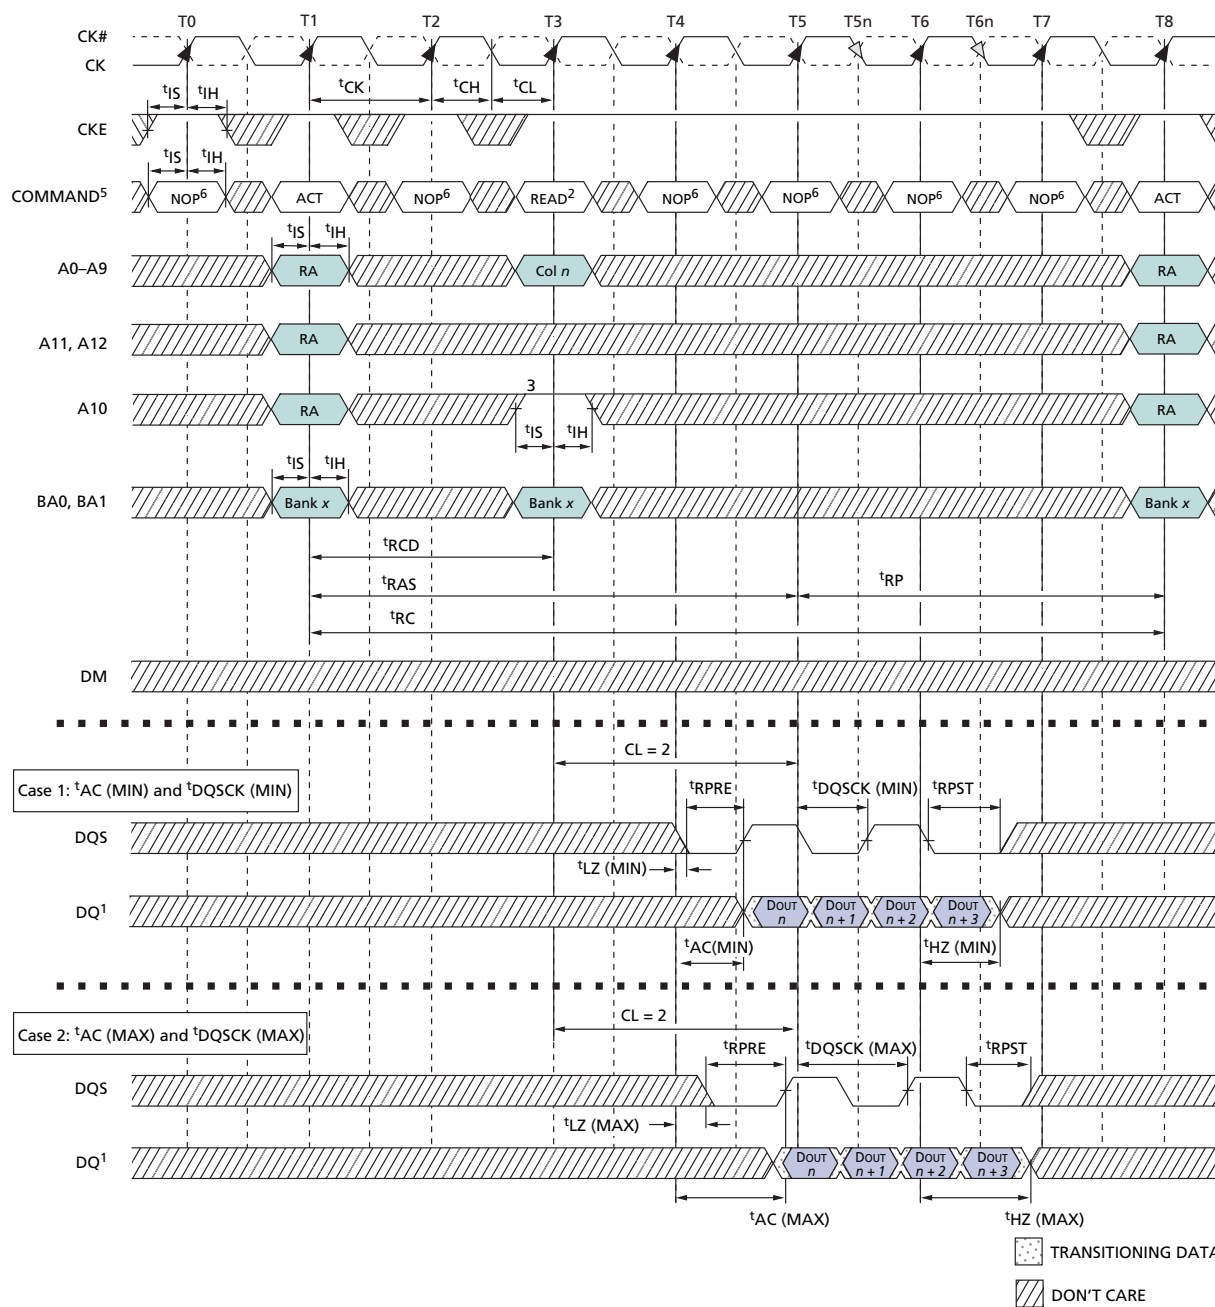 T0 T1 T2 T3 T4 T5 T5n T6 T6n T7 T8
CK#
CK
tIS tIH tCK tCH tCL
CKE
tIS tIH
COMMAND5 NOP6 ACT NOP6 READ2 NOP6 NOP6 NOP6 NOP6 ACT
tIS tIH
A0–A9 RA Col n RA
A11, A12 RA RA
3
A10 RA RA
tIS tIH
tIS tIH
BA0, BA1 Bank x Bank x Bank x
tRCD
tRAS tRP
tRC
DM
CL = 2
Case 1: tAC (MIN) and tDQSCK (MIN)
tRPRE tDQSCK (MIN) tRPST
DQS
tLZ (MIN)
DQ1 DOUT n DOUT n + 1 DOUT n + 2 DOUT n + 3
tAC(MIN) tHZ (MIN)
CL = 2
Case 2: tAC (MAX) and tDQSCK (MAX)
tRPRE tDQSCK (MAX) tRPST
DQS
tLZ (MAX)
DQ1 DOUT n DOUT n + 1 DOUT n + 2 DOUT n + 3
tAC (MAX) tHZ (MAX)
TRANSITIONING DATA
DON'T CARE